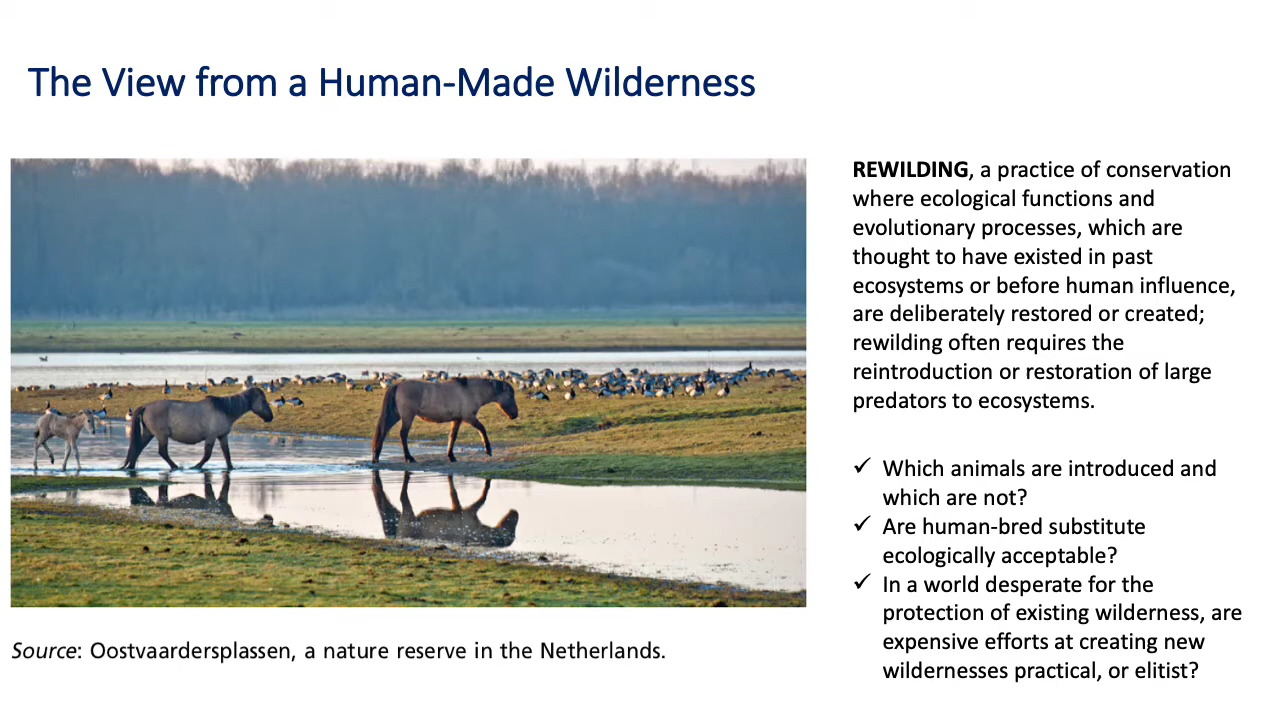 The View from a Human-Made Wilderness
REWILDING, a practice of conservation
where ecological functions and
evolutionary processes, which are
thought to have existed in past
ecosystems or before human influence,
are deliberately restored or created;
rewilding often requires the
reintroduction or restoration of large
predators to ecosystems.
✓ Which animals are introduced and
which are not?
✓ Are human-bred substitute
ecologically acceptable?
✓ In a world desperate for the
protection of existing wilderness, are
expensive efforts at creating new
wildernesses practical, or elitist?
Source: Oostvaardersplassen, a nature reserve in the Netherlands.